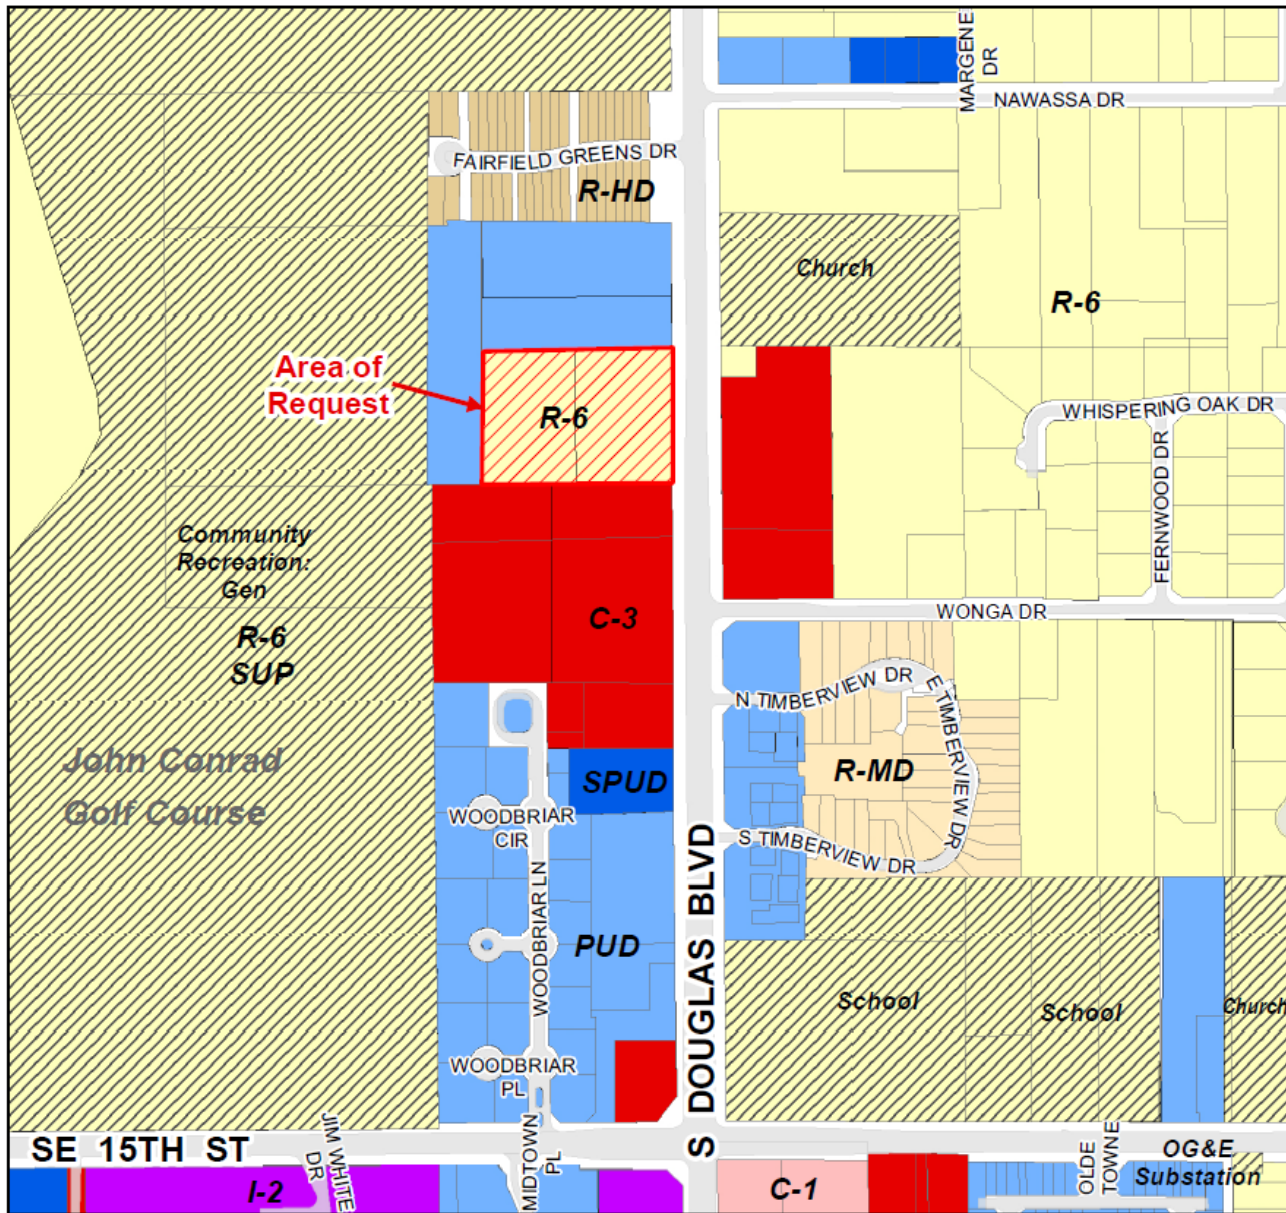 MARGENE
DR
NAWASSA DR
FAIRFIELD GREENS DR
R-HD
Church
R-6
Area of
Request
R-6
WHISPERING OAK DR
FERNWOOD DR
Community
Recreation:
Gen
R-6
SUP
C-3
WONGA DR
N TIMBERVIEW DR
E TIMBERVIEW DR
John Conrad
Golf Course
SPUD
R-MD
WOODBRIAR
CIR
S TIMBERVIEW DR
WOODBRIAR LN
PUD
S DOUGLAS BLVD
School
School
Church
WOODBRIAR
PL
SE 15TH ST
JIM WHITE
DR
MIDTOWN
PL
OLDE
TOWNE
OG&E
Substation
I-2
C-1